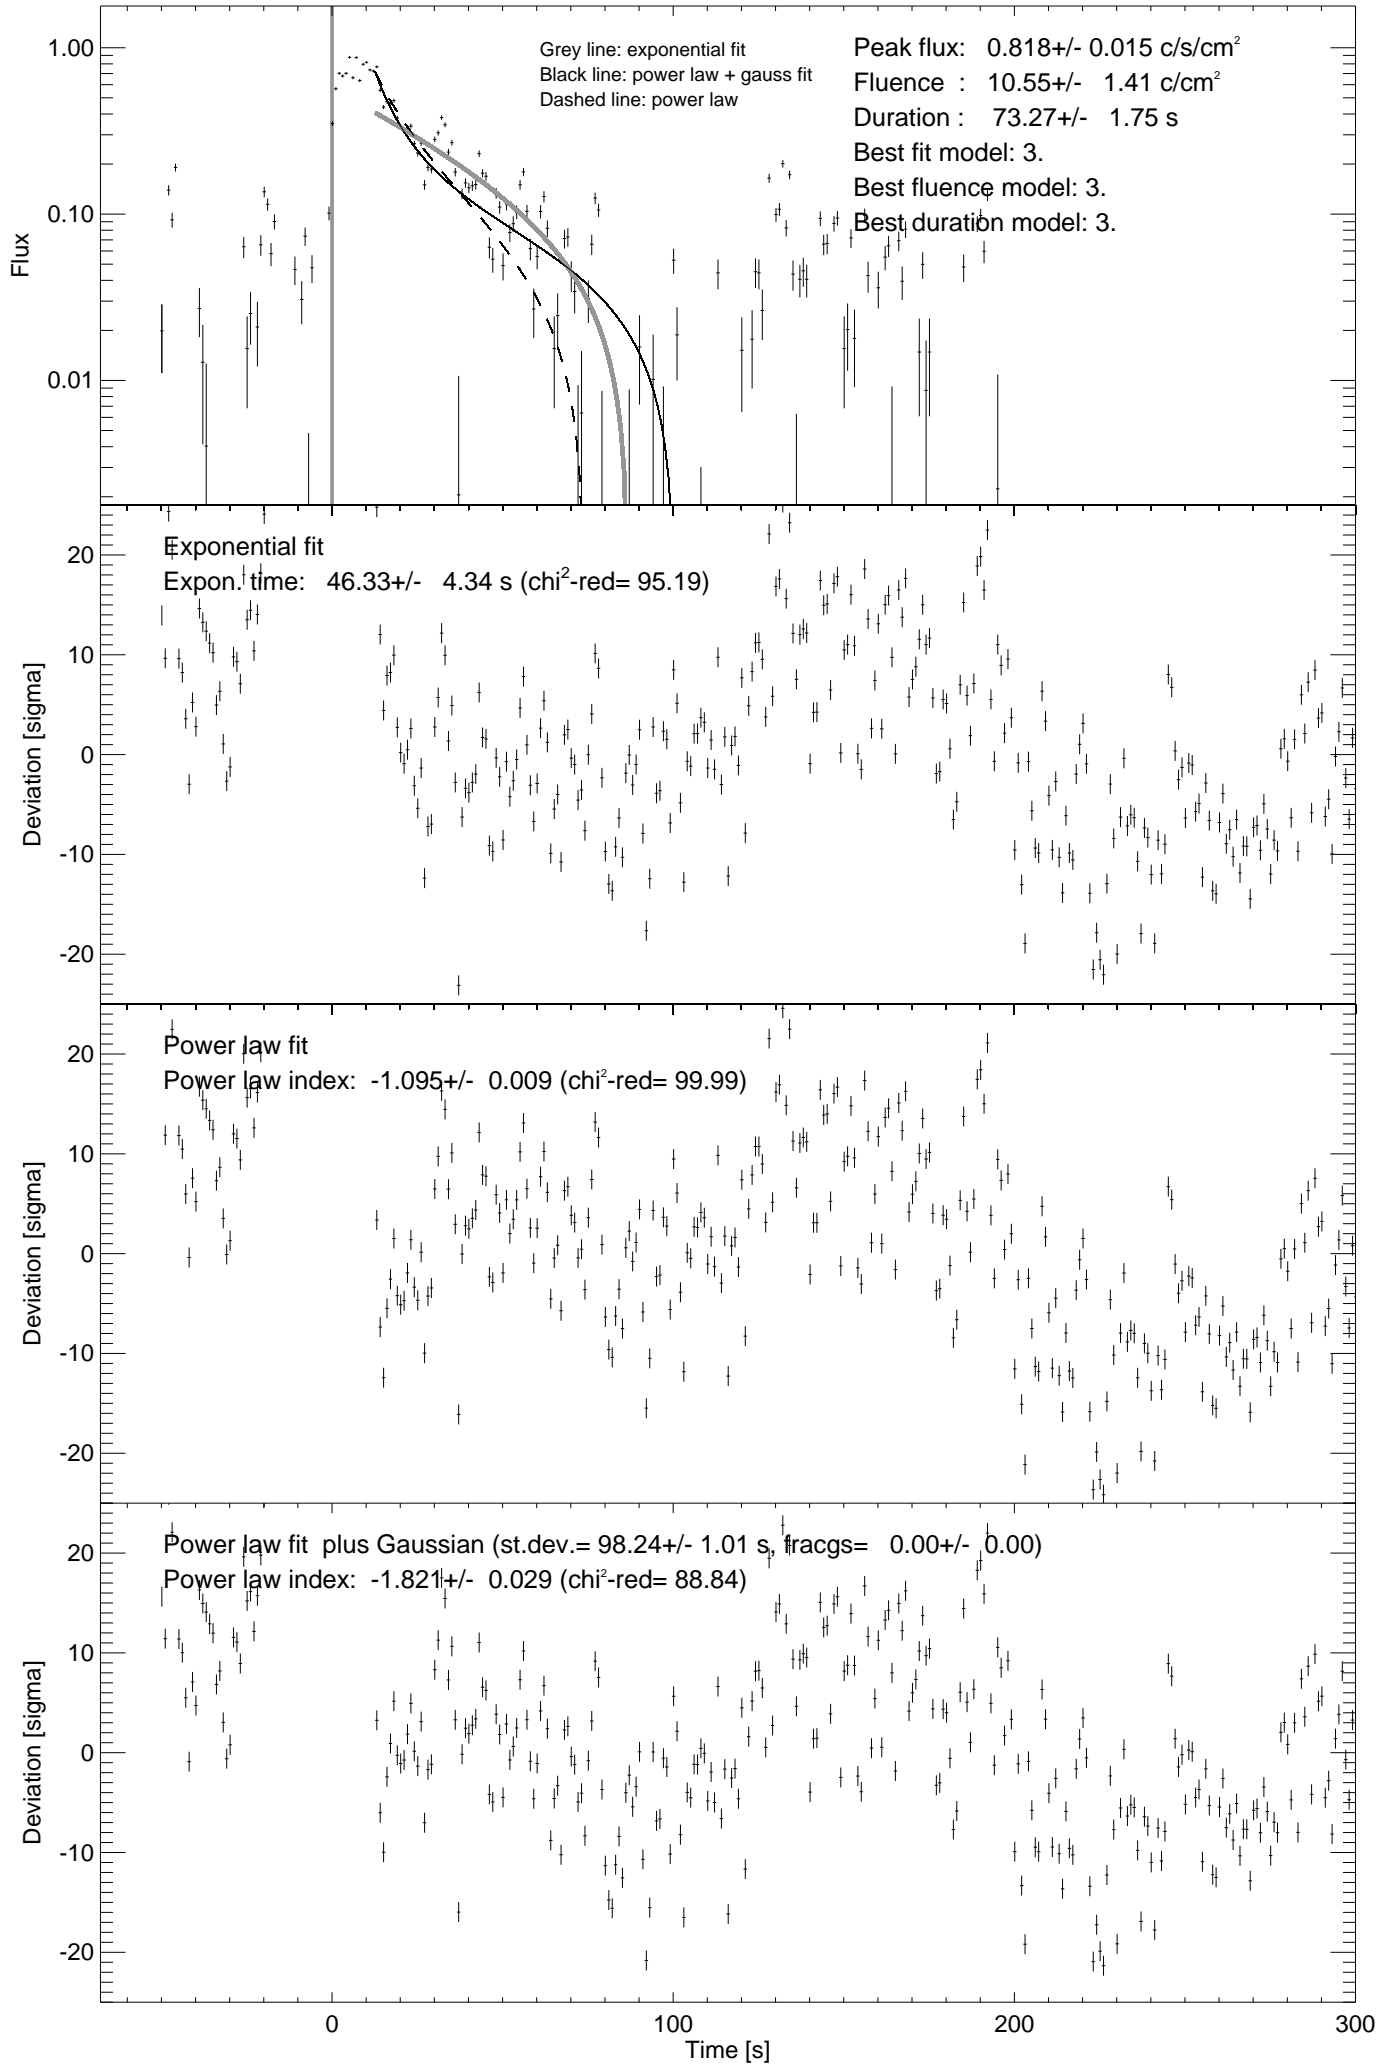 1.00
0.10
0.01
Flux
Grey line: exponential fit
Black line: power law + gauss fit
Dashed line: power law
Peak flux: 0.818+/- 0.015 c/s/cm²
Fluence : 10.55+/- 1.41 c/cm²
Duration : 73.27+/- 1.75 s
Best fit model: 3.
Best fluence model: 3.
Best duration model: 3.
Exponential fit
Expon. time: 46.33+/- 4.34 s (chi²-red= 95.19)
20
10
0
-10
-20
Deviation [sigma]
Power law fit
Power law index: -1.095+/- 0.009 (chi²-red= 99.99)
20
10
0
-10
-20
Deviation [sigma]
Power law fit plus Gaussian (st.dev.= 98.24+/- 1.01 s, fracgs= 0.00+/- 0.00)
Power law index: -1.821+/- 0.029 (chi²-red= 88.84)
20
10
0
-10
-20
Deviation [sigma]
0 100 200 300
Time [s]